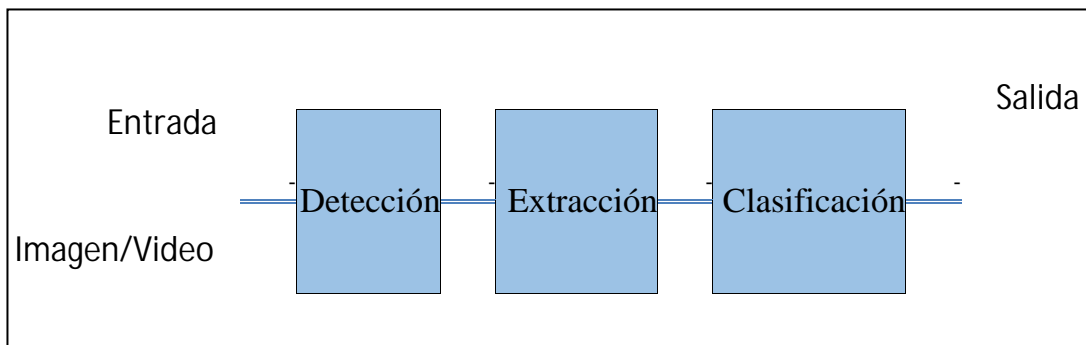 Entrada
Imagen/Video
Detección
Extracción
Clasificación
Salida